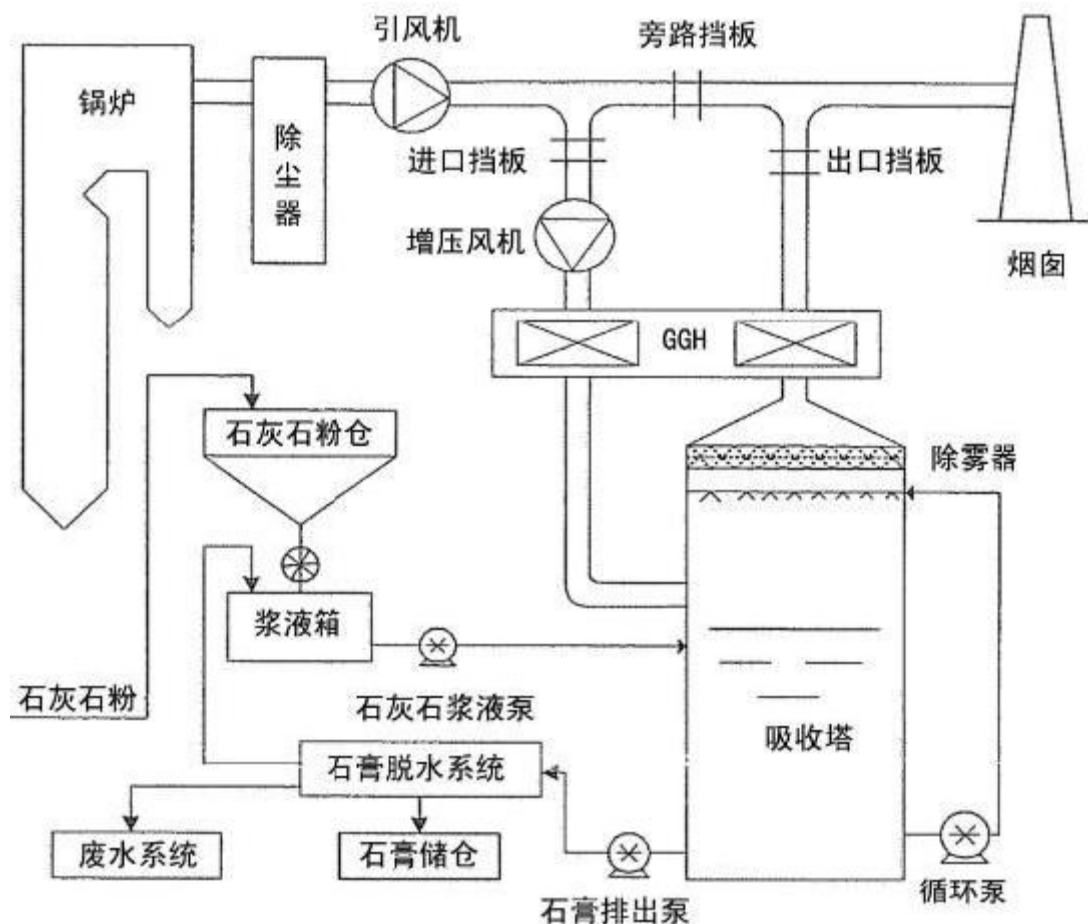 引风机
旁路挡板
锅炉
除尘器
进口挡板
出口挡板
增压风机
烟囱
GGH
石灰石粉仓
除雾器
浆液箱
石灰石粉
石灰石浆液泵
吸收塔
石膏脱水系统
废水系统
石膏储仓
石膏排出泵
循环泵